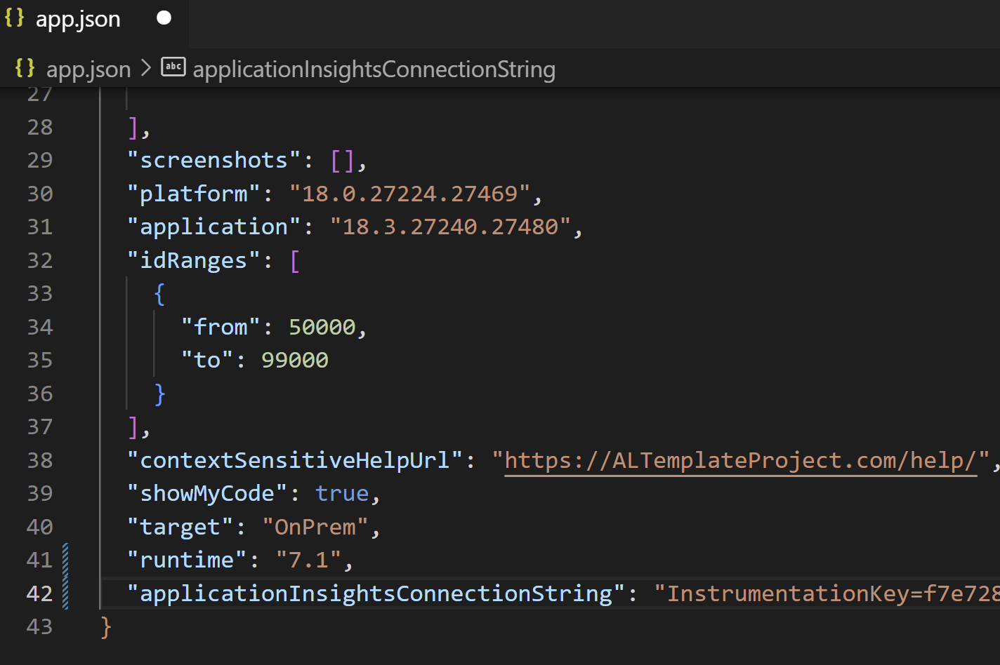 {} app.json
{} app.json > abc applicationInsightsConnectionString
27
28 ],
29 "screenshots": [],
30 "platform": "18.0.27224.27469",
31 "application": "18.3.27240.27480",
32 "idRanges": [
33 {
34 "from": 50000,
35 "to": 99000
36 }
37 ],
38 "contextSensitiveHelpUrl": "https://ALTemplateProject.com/help/",
39 "showMyCode": true,
40 "target": "OnPrem",
41 "runtime": "7.1",
42 "applicationInsightsConnectionString": "InstrumentationKey=f7e728
43 }